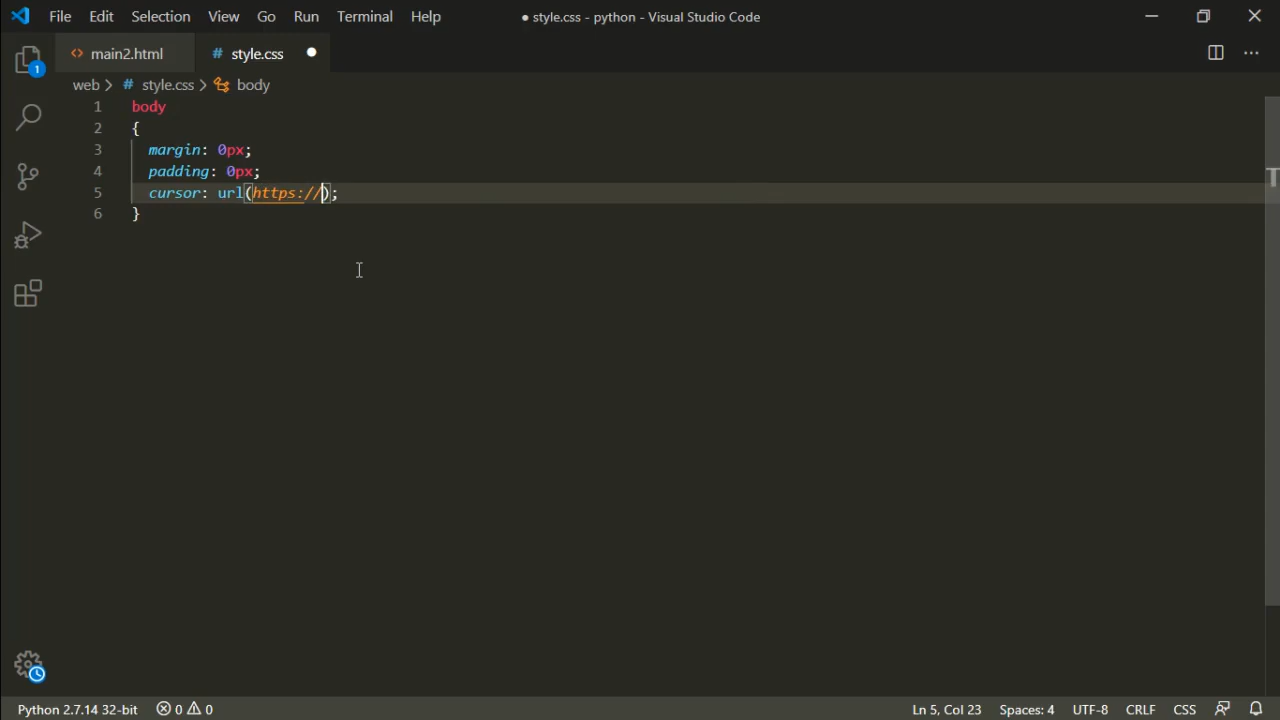 File Edit Selection View Go Run Terminal Help ● style.css - python - Visual Studio Code
<> main2.html # style.css ●
1
web > # style.css > body
1 body
2 {
3 margin: 0px;
4 padding: 0px;
5 cursor: url(https://);
6 }
Python 2.7.14 32-bit 0 0 Ln 5, Col 23 Spaces: 4 UTF-8 CRLF CSS